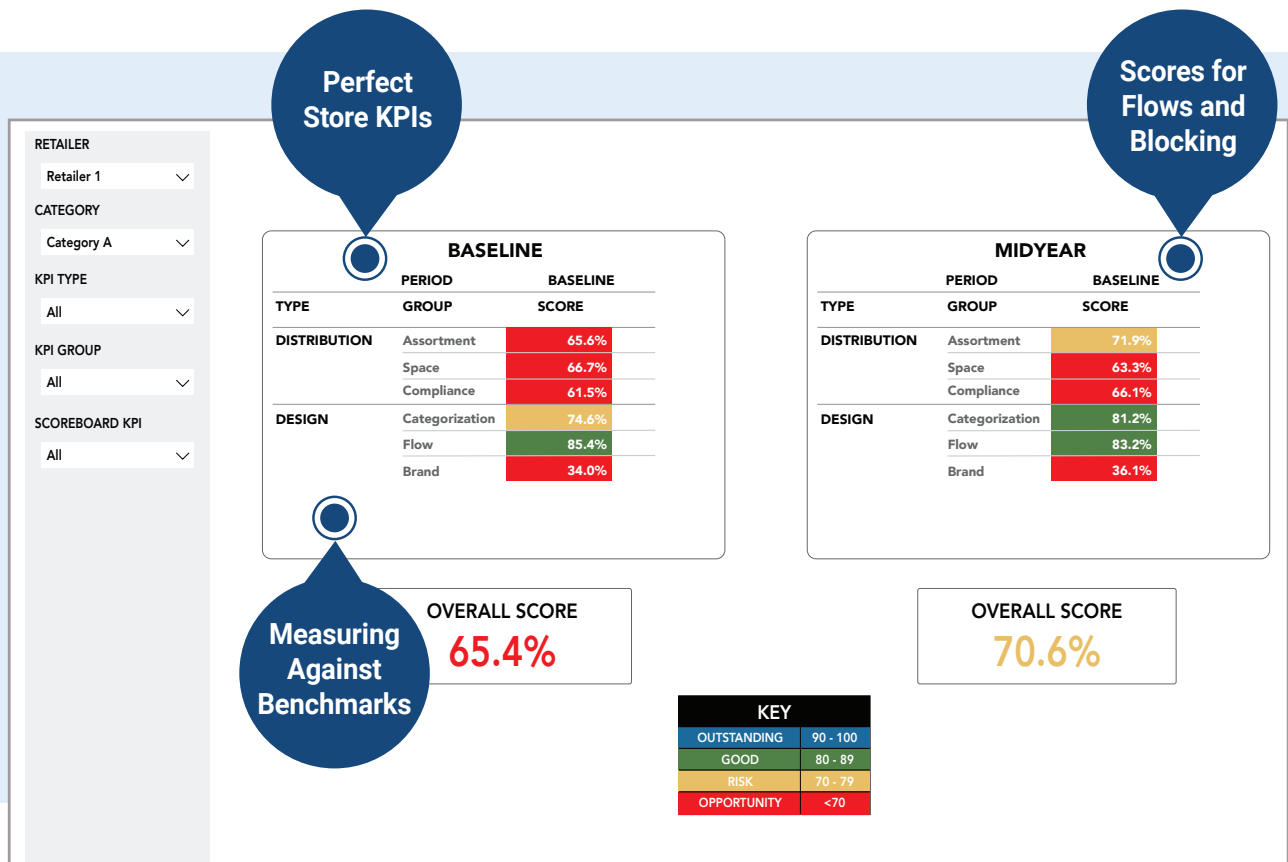 Perfect
Store KPIs
Scores for
Flows and
Blocking
RETAILER
Retailer 1
CATEGORY
Category A
KPI TYPE
All
KPI GROUP
All
SCOREBOARD KPI
All
BASELINE
PERIOD BASELINE
TYPE GROUP SCORE
DISTRIBUTION Assortment 65.6%
Space 66.7%
Compliance 61.5%
DESIGN Categorization 74.6%
Flow 85.4%
Brand 34.0%
MIDYEAR
PERIOD BASELINE
TYPE GROUP SCORE
DISTRIBUTION Assortment 71.9%
Space 63.3%
Compliance 66.1%
DESIGN Categorization 81.2%
Flow 83.2%
Brand 36.1%
Measuring
Against
Benchmarks
OVERALL SCORE
65.4%
OVERALL SCORE
70.6%
KEY
OUTSTANDING 90 - 100
GOOD 80 - 89
RISK 70 - 79
OPPORTUNITY <70